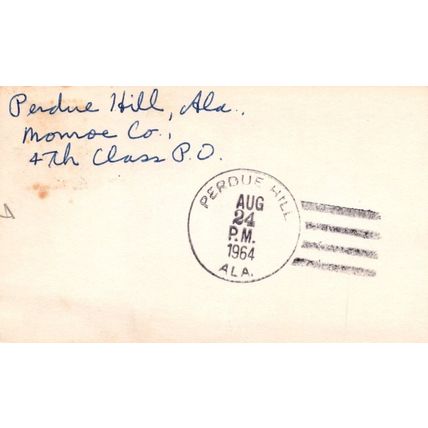 Perdue Hill, Ala.,
Monroe Co.,
4th Class P.O.
PERDUE HILL
AUG
24
P.M.
1964
ALA.